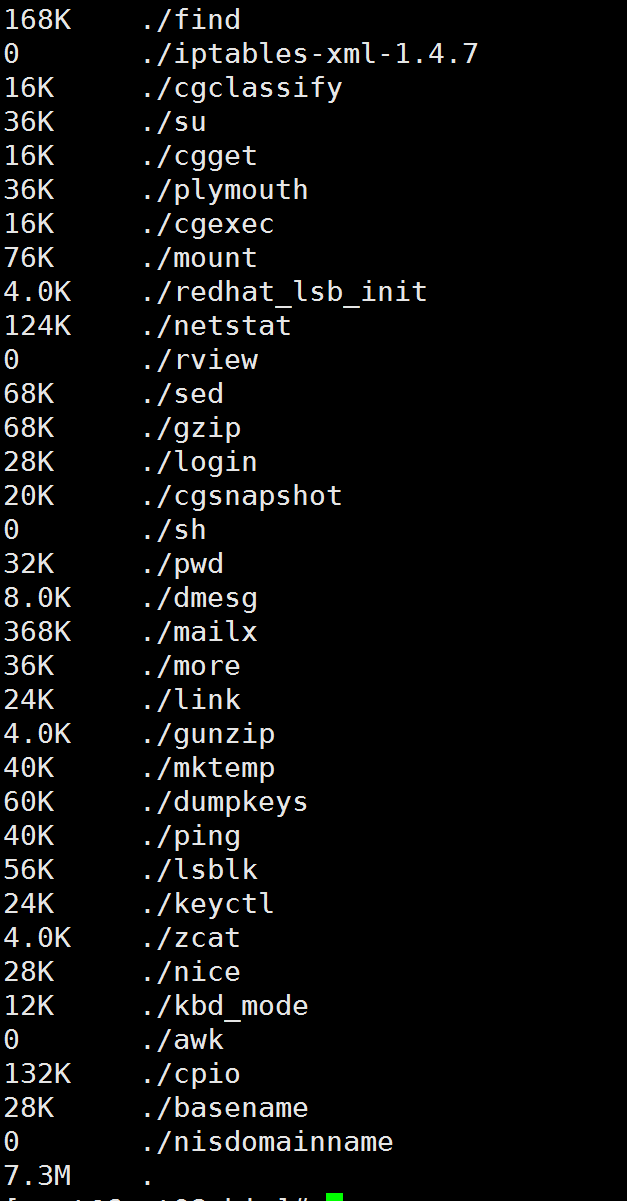 168K ./find
0 ./iptables-xml-1.4.7
16K ./cgclassify
36K ./su
16K ./cgget
36K ./plymouth
16K ./cgexec
76K ./mount
4.0K ./redhat_lsb_init
124K ./netstat
0 ./rview
68K ./sed
68K ./gzip
28K ./login
20K ./cgsnapshot
0 ./sh
32K ./pwd
8.0K ./dmesg
368K ./mailx
36K ./more
24K ./link
4.0K ./gunzip
40K ./mktemp
60K ./dumpkeys
40K ./ping
56K ./lsblk
24K ./keyctl
4.0K ./zcat
28K ./nice
12K ./kbd_mode
0 ./awk
132K ./cpio
28K ./basename
0 ./nisdomainname
7.3M .